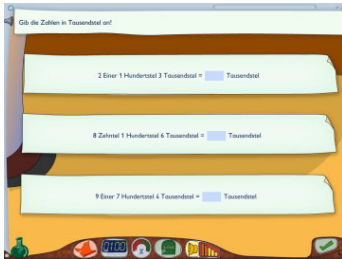 Gib die Zahlen in Tausendstel an!
2 Einer 1 Hundertstel 3 Tausendstel = Tausendstel
8 Zehntel 1 Hundertstel 6 Tausendstel = Tausendstel
9 Einer 7 Hundertstel 4 Tausendstel = Tausendstel